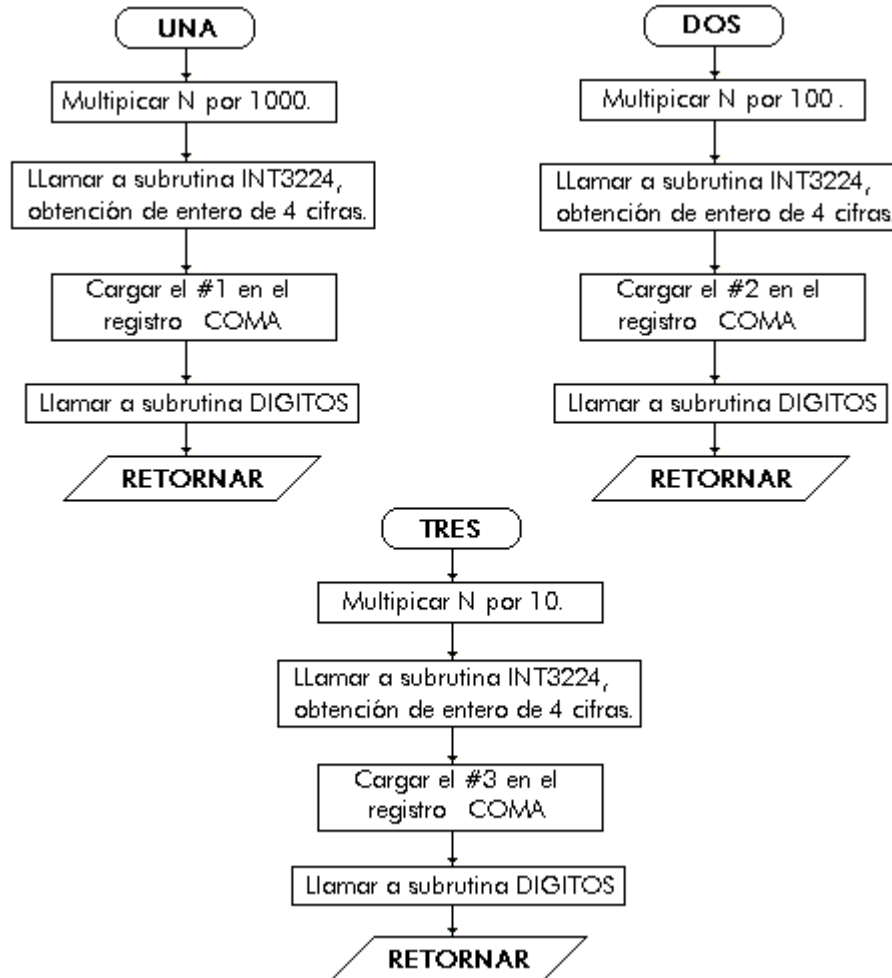 UNA
Multipicar N por 1000.
LLamar a subrutina INT3224,
obtención de entero de 4 cifras.
Cargar el #1 en el
registro COMA
Llamar a subrutina DIGITOS
RETORNAR
DOS
Multipicar N por 100 .
LLamar a subrutina INT3224,
obtención de entero de 4 cifras.
Cargar el #2 en el
registro COMA
Llamar a subrutina DIGITOS
RETORNAR
TRES
Multipicar N por 10.
LLamar a subrutina INT3224,
obtención de entero de 4 cifras.
Cargar el #3 en el
registro COMA
Llamar a subrutina DIGITOS
RETORNAR